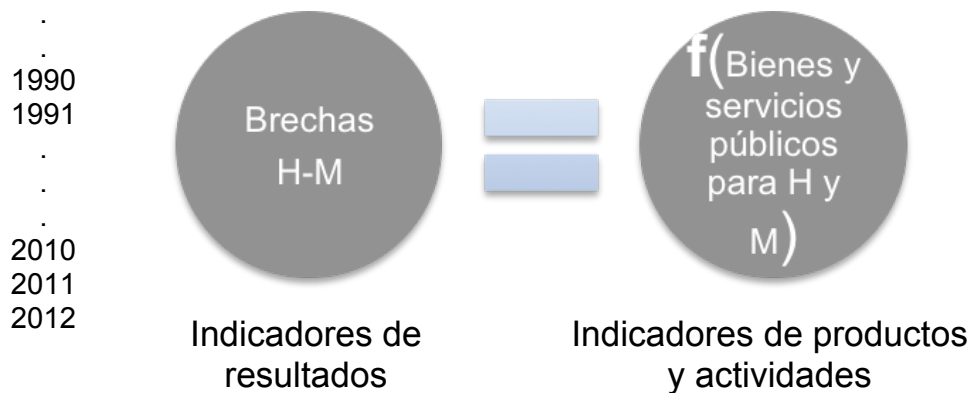 .
.
1990
1991
.
.
.
2010
2011
2012
Brechas
H-M
f(Bienes y
servicios
públicos
para H y
M)
Indicadores de
resultados
Indicadores de productos
y actividades